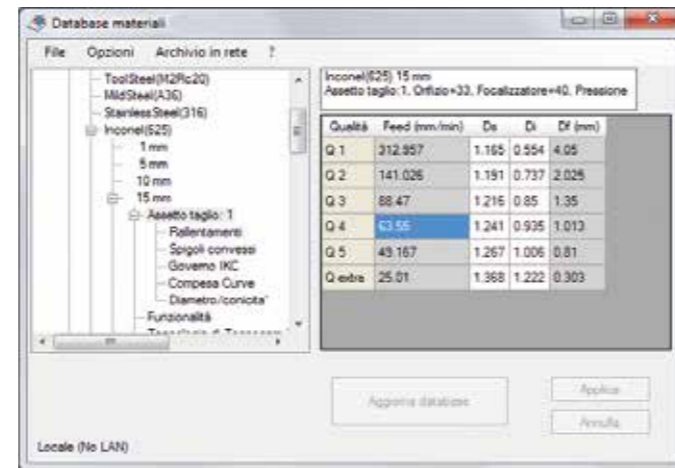 Database materiali
File Opzioni Archivio in rete ?
ToolSteel(M2Rc20)
MildSteel(A36)
StainlessSteel(316)
Inconel(625)
1 mm
5 mm
10 mm
15 mm
Assetto taglio: 1
Rallentamenti
Spigoli convessi
Governo IKC
Compesa Curve
Diametro/conicita'
Funzionalità
Inconel(625) 15 mm
Assetto taglio:1, Orifizio=33, Focalizzatore=40, Pressione
Qualità Feed (mm/min) Ds Di Df (mm)
Q 1 312.957 1.165 0.554 4.05
Q 2 141.026 1.191 0.737 2.025
Q 3 88.47 1.216 0.85 1.35
Q 4 63.55 1.241 0.935 1.013
Q 5 49.167 1.267 1.006 0.81
Q extra 25.01 1.368 1.222 0.303
Aggiorna database
Applica
Annulla
Locale (No LAN)